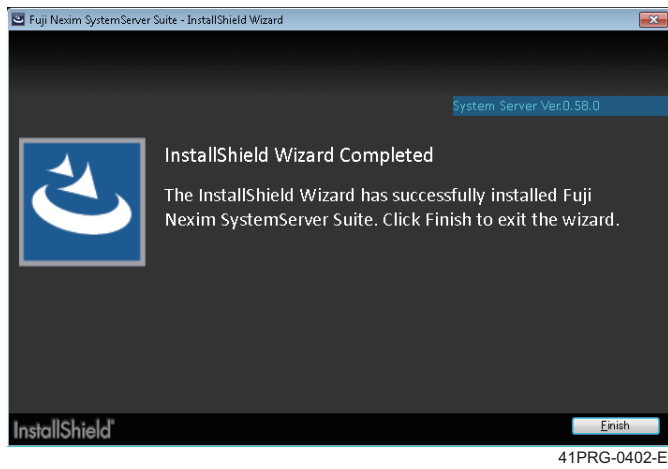 Fuji Nexim SystemServer Suite - InstallShield Wizard
System Server Ver.0.58.0
InstallShield Wizard Completed
The InstallShield Wizard has successfully installed Fuji
Nexim SystemServer Suite. Click Finish to exit the wizard.
InstallShield
Finish
41PRG-0402-E